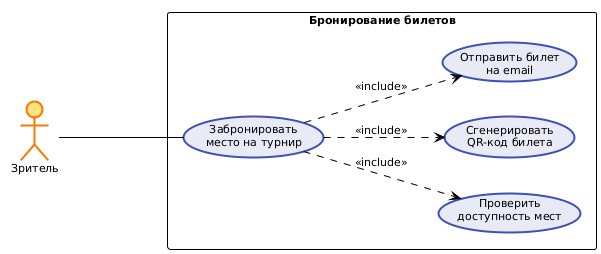 Бронирование билетов
Отправить билет
на email
«include»
Забронировать
место на турнир
«include»
Сгенерировать
QR-код билета
Зритель
«include»
Проверить
доступность мест